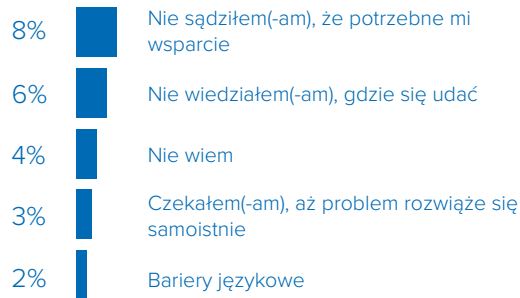 8% Nie sądziłem(-am), że potrzebne mi
wsparcie
6% Nie wiedziałem(-am), gdzie się udać
4% Nie wiem
3% Czekałem(-am), aż problem rozwiąże się
samoistnie
2% Bariery językowe